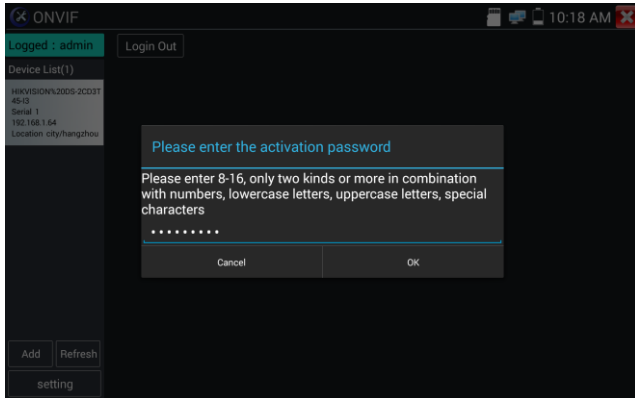 ONVIF
10:18 AM
Logged : admin
Login Out
Device List(1)
HIKVISION%20DS-2CD3T
45-I3
Serial 1
192.168.1.64
Location city/hangzhou
Please enter the activation password
Please enter 8-16, only two kinds or more in combination
with numbers, lowercase letters, uppercase letters, special
characters
•••••••••
Cancel
OK
Add
Refresh
setting